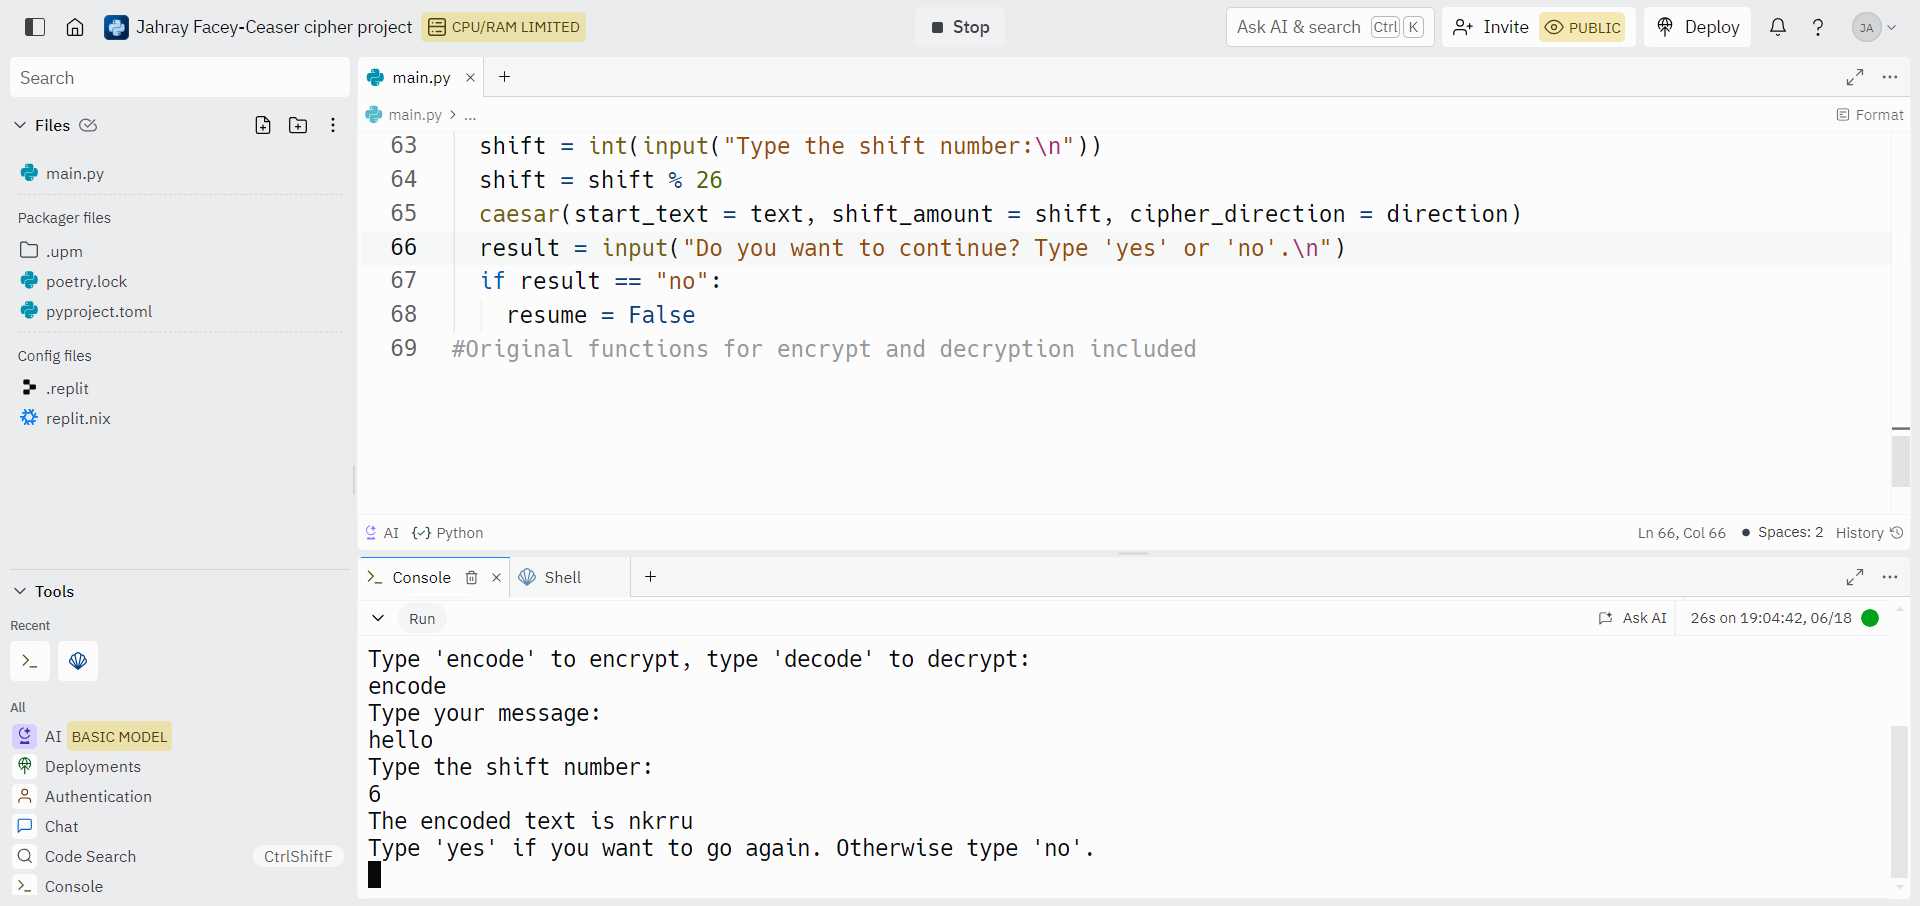 Jahray Facey-Ceaser cipher project CPU/RAM LIMITED Stop Ask AI & search Ctrl K Invite PUBLIC Deploy JA
Search
Files
main.py
Packager files
.upm
poetry.lock
pyproject.toml
Config files
.replit
replit.nix
Tools
Recent
All
AI BASIC MODEL
Deployments
Authentication
Chat
Code Search CtrlShiftF
Console
main.py
main.py > ... Format
63 shift = int(input("Type the shift number:\n"))
64 shift = shift % 26
65 caesar(start_text = text, shift_amount = shift, cipher_direction = direction)
66 result = input("Do you want to continue? Type 'yes' or 'no'.\n")
67 if result == "no":
68 resume = False
69 #Original functions for encrypt and decryption included
AI Python Ln 66, Col 66 Spaces: 2 History
Console Shell
Run Ask AI 26s on 19:04:42, 06/18
Type 'encode' to encrypt, type 'decode' to decrypt:
encode
Type your message:
hello
Type the shift number:
6
The encoded text is nkrru
Type 'yes' if you want to go again. Otherwise type 'no'.